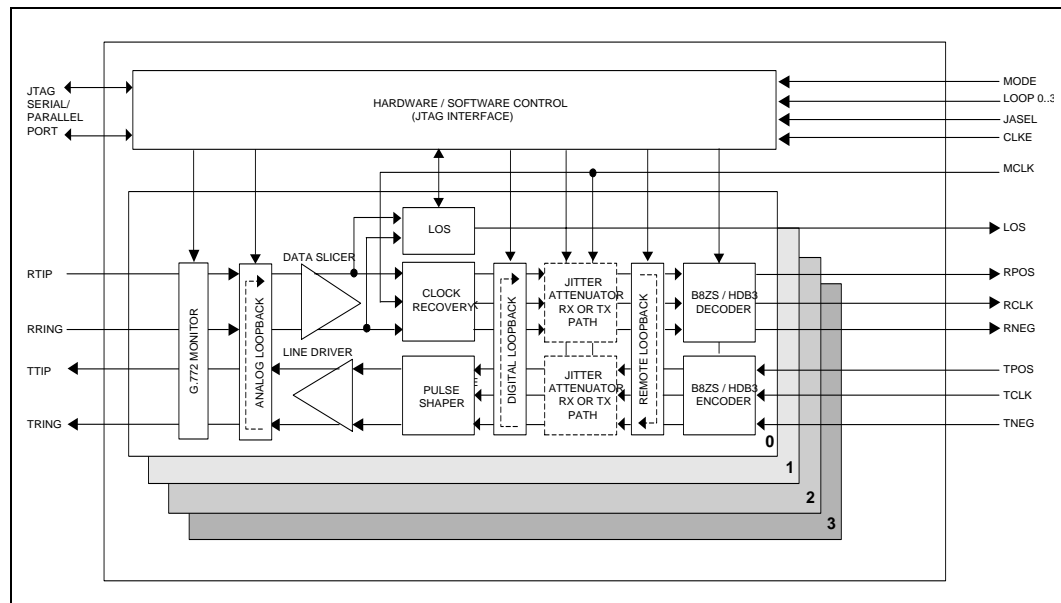 JTAG
SERIAL/
PARALLEL
PORT
HARDWARE / SOFTWARE CONTROL
(JTAG INTERFACE)
MODE
LOOP 0..3
JASEL
CLKE
MCLK
LOS
LOS
RTIP
RRING
TTIP
TRING
G.772 MONITOR
ANALOG LOOPBACK
DATA SLICER
LINE DRIVER
CLOCK
RECOVERY
PULSE
SHAPER
DIGITAL LOOPBACK
JITTER
ATTENUATOR
RX OR TX
PATH
JITTER
ATTENUATOR
RX OR TX
PATH
REMOTE LOOPBACK
B8ZS / HDB3
DECODER
B8ZS / HDB3
ENCODER
RPOS
RCLK
RNEG
TPOS
TCLK
TNEG
0
1
2
3